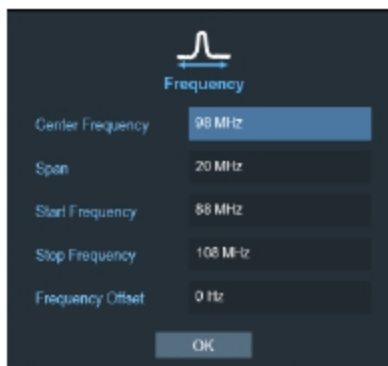 Frequency
Center Frequency 98 MHz
Span 20 MHz
Start Frequency 88 MHz
Stop Frequency 108 MHz
Frequency Offset 0 Hz
OK